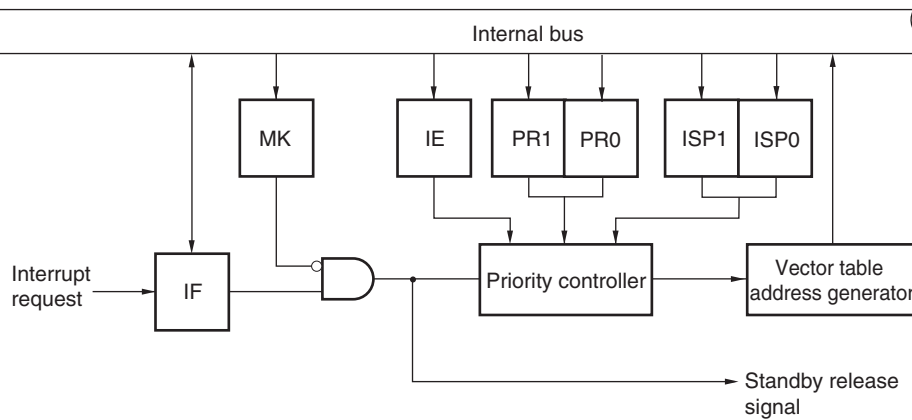 Internal bus
MK
IE
PR1
PR0
ISP1
ISP0
Interrupt
request
IF
Priority controller
Vector table
address generator
Standby release
signal